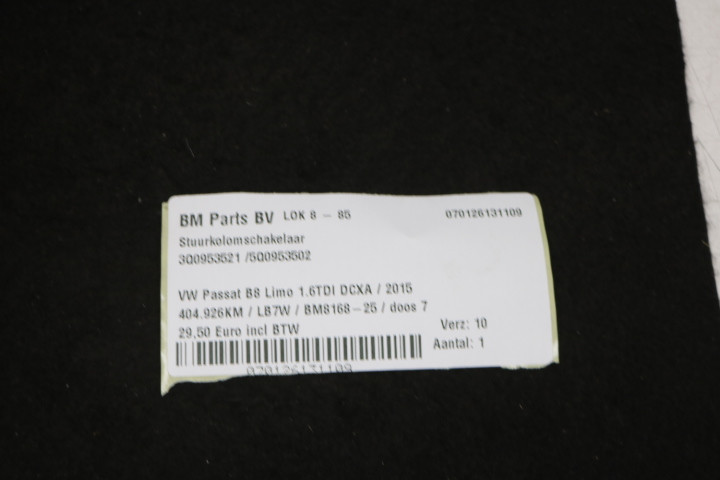 BM Parts BV LOK 8 - 85 070126131109
Stuurkolomschakelaar
3Q0953521 /5Q0953502
VW Passat B8 Limo 1.6TDI DCXA / 2015
404.926KM / LB7W / BM8168-25 / doos 7
29,50 Euro incl BTW Verz: 10
Aantal: 1
070126131109